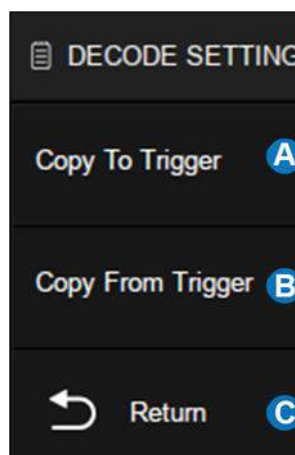 DECODE SETTING
Copy To Trigger
A
Copy From Trigger
B
Return
C